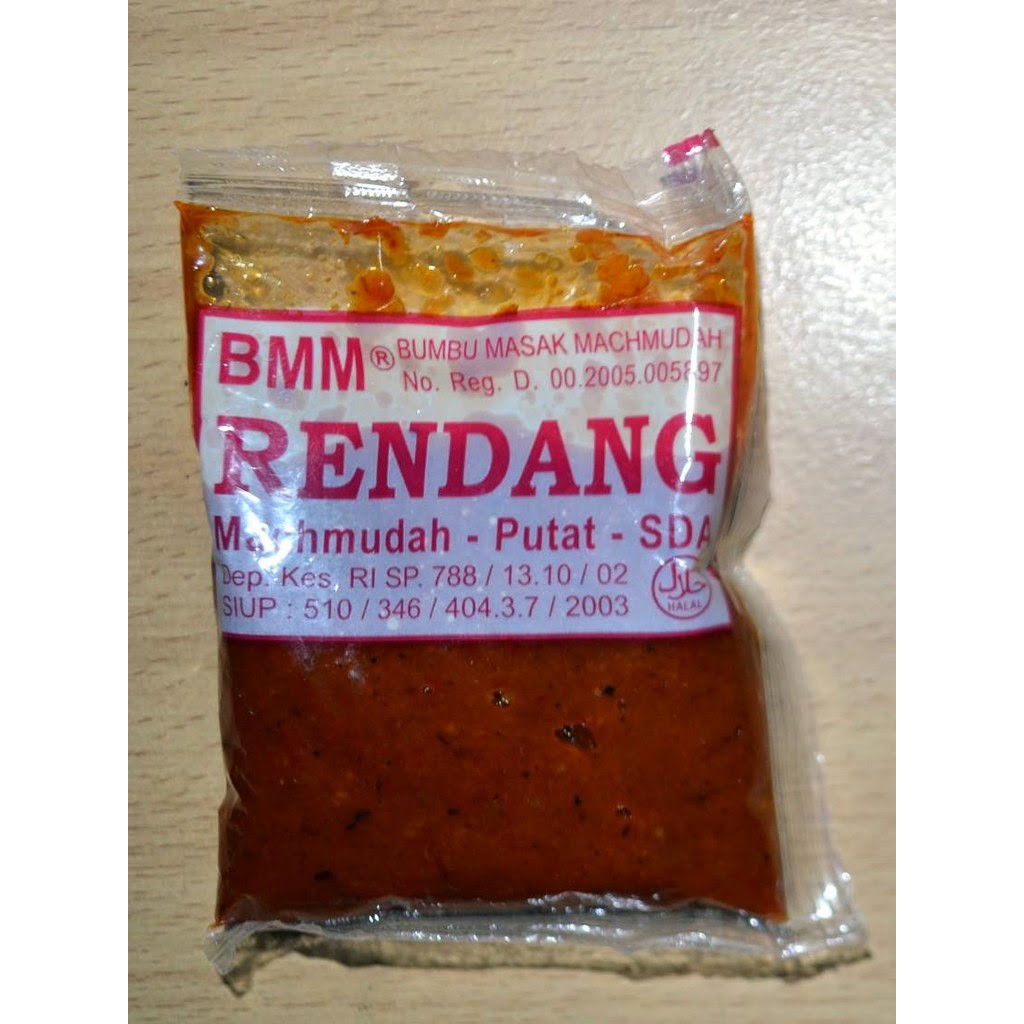 BMM® BUMBU MASAK MACHMUDAH
No. Reg. D. 00.2005.005897
RENDANG
Machmudah - Putat - SDA
Dep. Kes. RI SP. 788 / 13.10 / 02
SIUP : 510 / 346 / 404.3.7 / 2003
حلال
HALAL